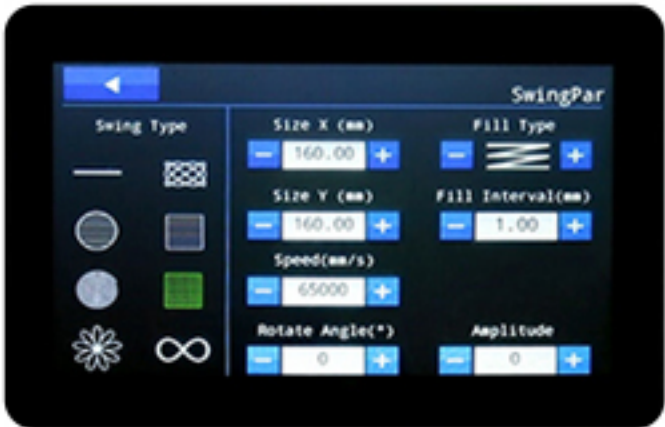 SwingPar
Swing Type
Size X (mm)
160.00
Fill Type
Size Y (mm)
160.00
Fill Interval(mm)
1.00
Speed(mm/s)
65000
Rotate Angle(°)
0
Amplitude
0